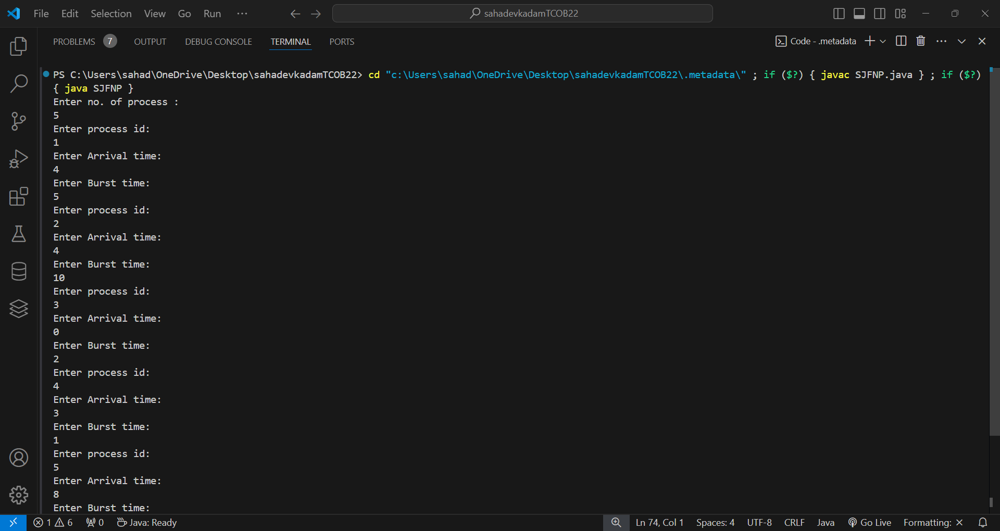 File Edit Selection View Go Run ··· sahadevkadamTCOB22
PROBLEMS 7 OUTPUT DEBUG CONSOLE TERMINAL PORTS Code - .metadata
PS C:\Users\sahad\OneDrive\Desktop\sahadevkadamTCOB22> cd "c:\Users\sahad\OneDrive\Desktop\sahadevkadamTCOB22\.metadata\" ; if ($?) { javac SJFNP.java } ; if ($?)
{ java SJFNP }
Enter no. of process :
5
Enter process id:
1
Enter Arrival time:
4
Enter Burst time:
5
Enter process id:
2
Enter Arrival time:
4
Enter Burst time:
10
Enter process id:
3
Enter Arrival time:
0
Enter Burst time:
2
Enter process id:
4
Enter Arrival time:
3
Enter Burst time:
1
Enter process id:
5
Enter Arrival time:
8
Enter Burst time:
1 6 0 Java: Ready Ln 74, Col 1 Spaces: 4 UTF-8 CRLF Java Go Live Formatting: ×